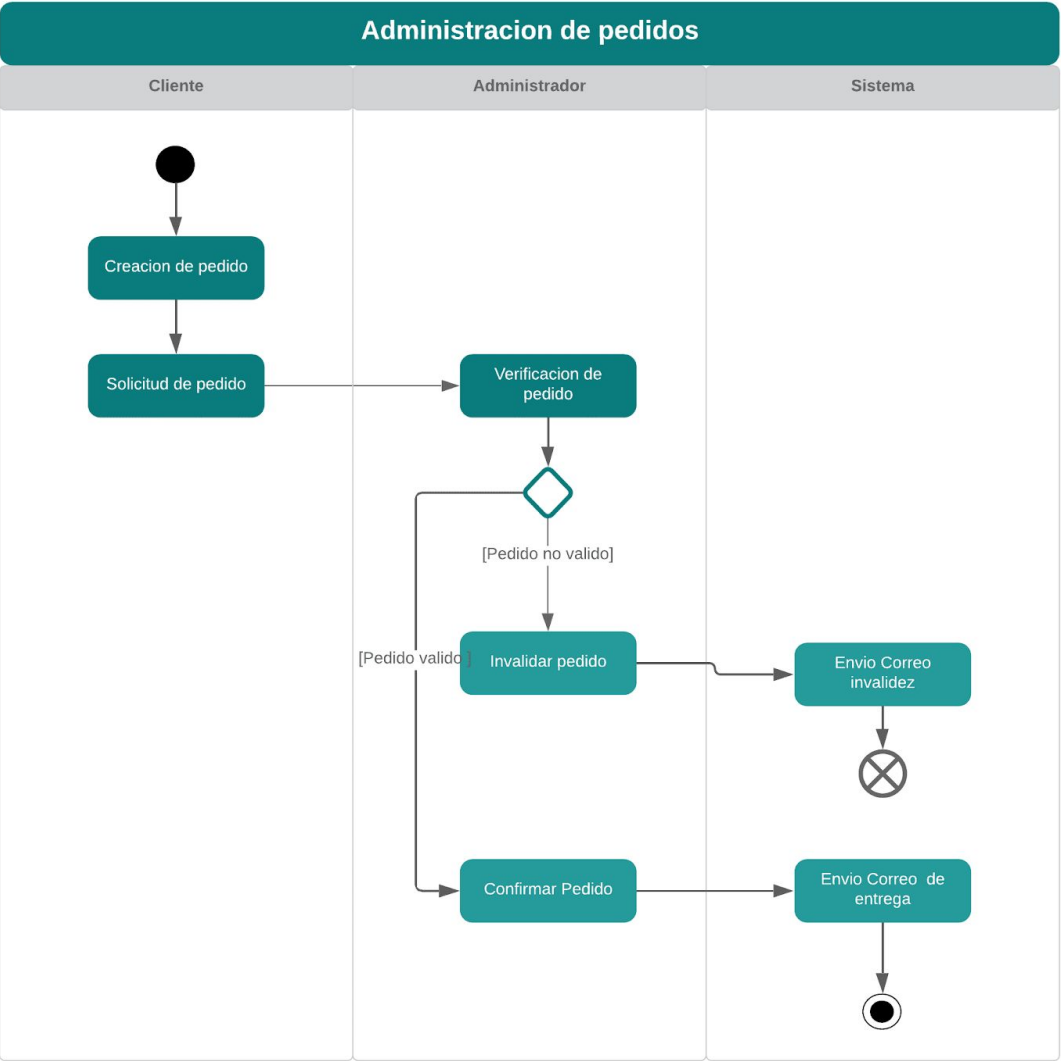 Administracion de pedidos
Cliente
Administrador
Sistema
Creacion de pedido
Solicitud de pedido
Verificacion de
pedido
[Pedido no valido]
[Pedido valido ]
Invalidar pedido
Envio Correo
invalidez
Confirmar Pedido
Envio Correo  de
entrega